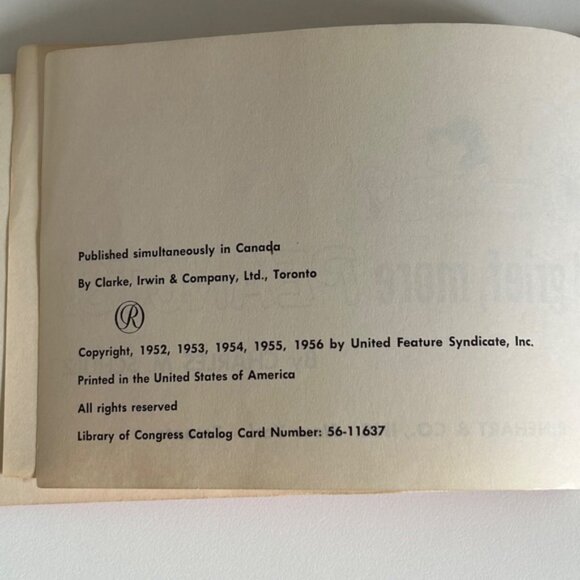 Published simultaneously in Canada
By Clarke, Irwin & Company, Ltd., Toronto
R
Copyright, 1952, 1953, 1954, 1955, 1956 by United Feature Syndicate, Inc.
Printed in the United States of America
All rights reserved
Library of Congress Catalog Card Number: 56-11637